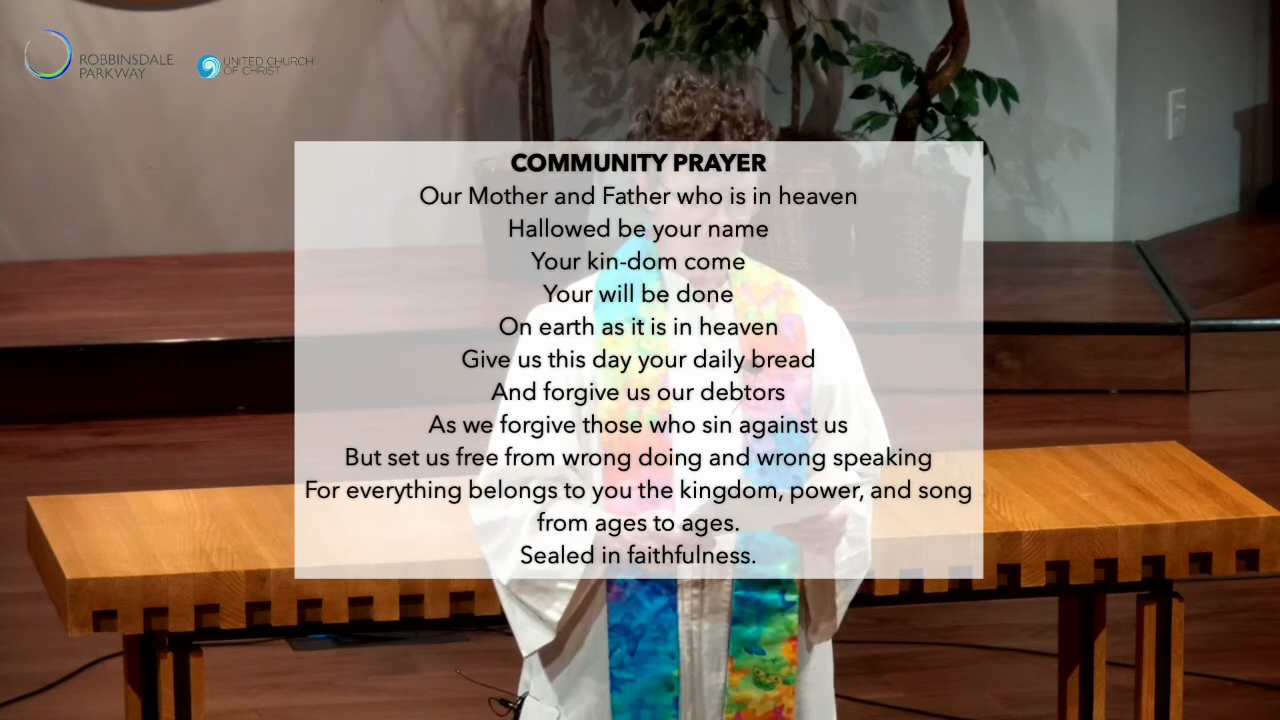 ROBBINSDALE
PARKWAY
UNITED CHURCH
OF CHRIST
COMMUNITY PRAYER
Our Mother and Father who is in heaven
Hallowed be your name
Your kin-dom come
Your will be done
On earth as it is in heaven
Give us this day your daily bread
And forgive us our debtors
As we forgive those who sin against us
But set us free from wrong doing and wrong speaking
For everything belongs to you the kingdom, power, and song
from ages to ages.
Sealed in faithfulness.